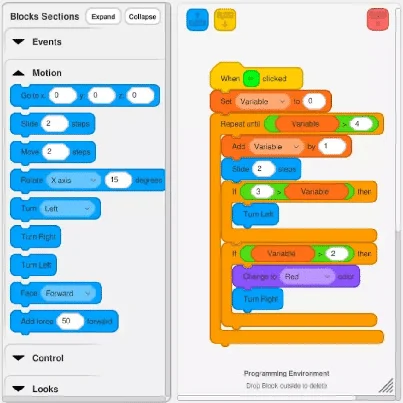 Blocks Sections Expand Collapse
Events
Motion
Go to x: 0 y: 0 z: 0
Slide 2 steps
Move 2 steps
Rotate X axis 15 degrees
Turn Left
Turn Right
Turn Left
Face Forward
Add force 50 forward
Control
Looks
When clicked
Set Variable to 0
Repeat until Variable > 4
Add Variable by 1
Slide 2 steps
If 3 > Variable then
Turn Left
If Variable > 2 then
Change to Red color
Turn Right
Programming Environment
Drop Block outside to delete